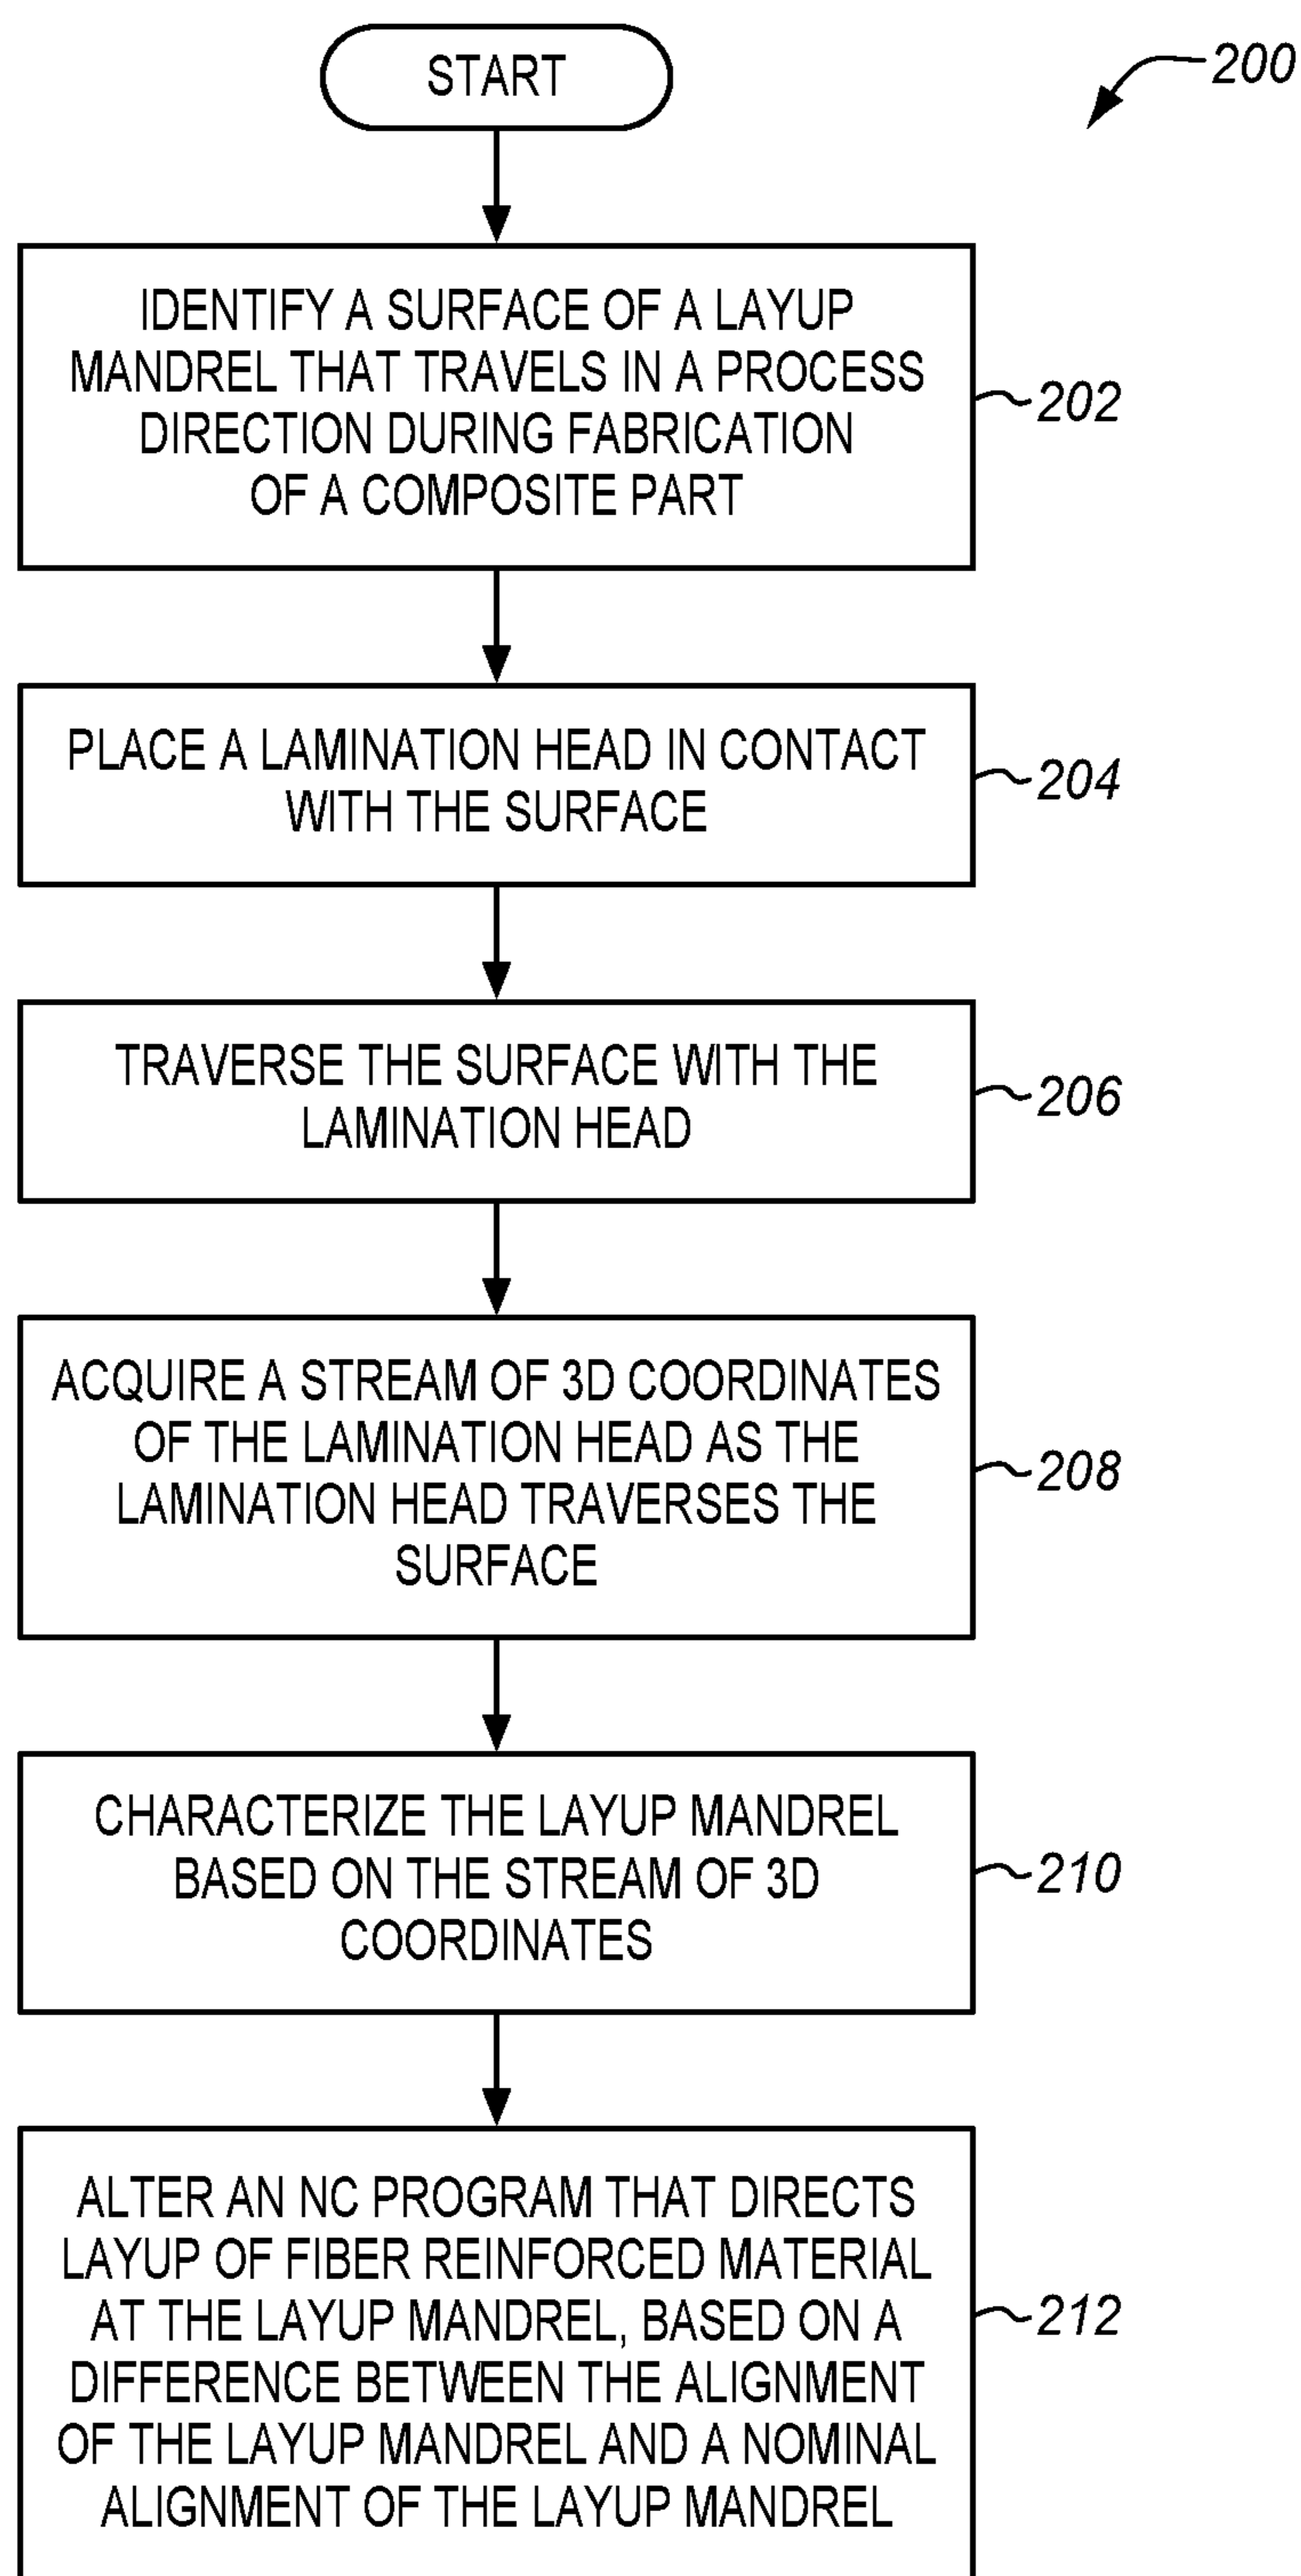 START
200
IDENTIFY A SURFACE OF A LAYUP
MANDREL THAT TRAVELS IN A PROCESS
DIRECTION DURING FABRICATION
OF A COMPOSITE PART
202
PLACE A LAMINATION HEAD IN CONTACT
WITH THE SURFACE
204
TRAVERSE THE SURFACE WITH THE
LAMINATION HEAD
206
ACQUIRE A STREAM OF 3D COORDINATES
OF THE LAMINATION HEAD AS THE
LAMINATION HEAD TRAVERSES THE
SURFACE
208
CHARACTERIZE THE LAYUP MANDREL
BASED ON THE STREAM OF 3D
COORDINATES
210
ALTER AN NC PROGRAM THAT DIRECTS
LAYUP OF FIBER REINFORCED MATERIAL
AT THE LAYUP MANDREL, BASED ON A
DIFFERENCE BETWEEN THE ALIGNMENT
OF THE LAYUP MANDREL AND A NOMINAL
ALIGNMENT OF THE LAYUP MANDREL
212